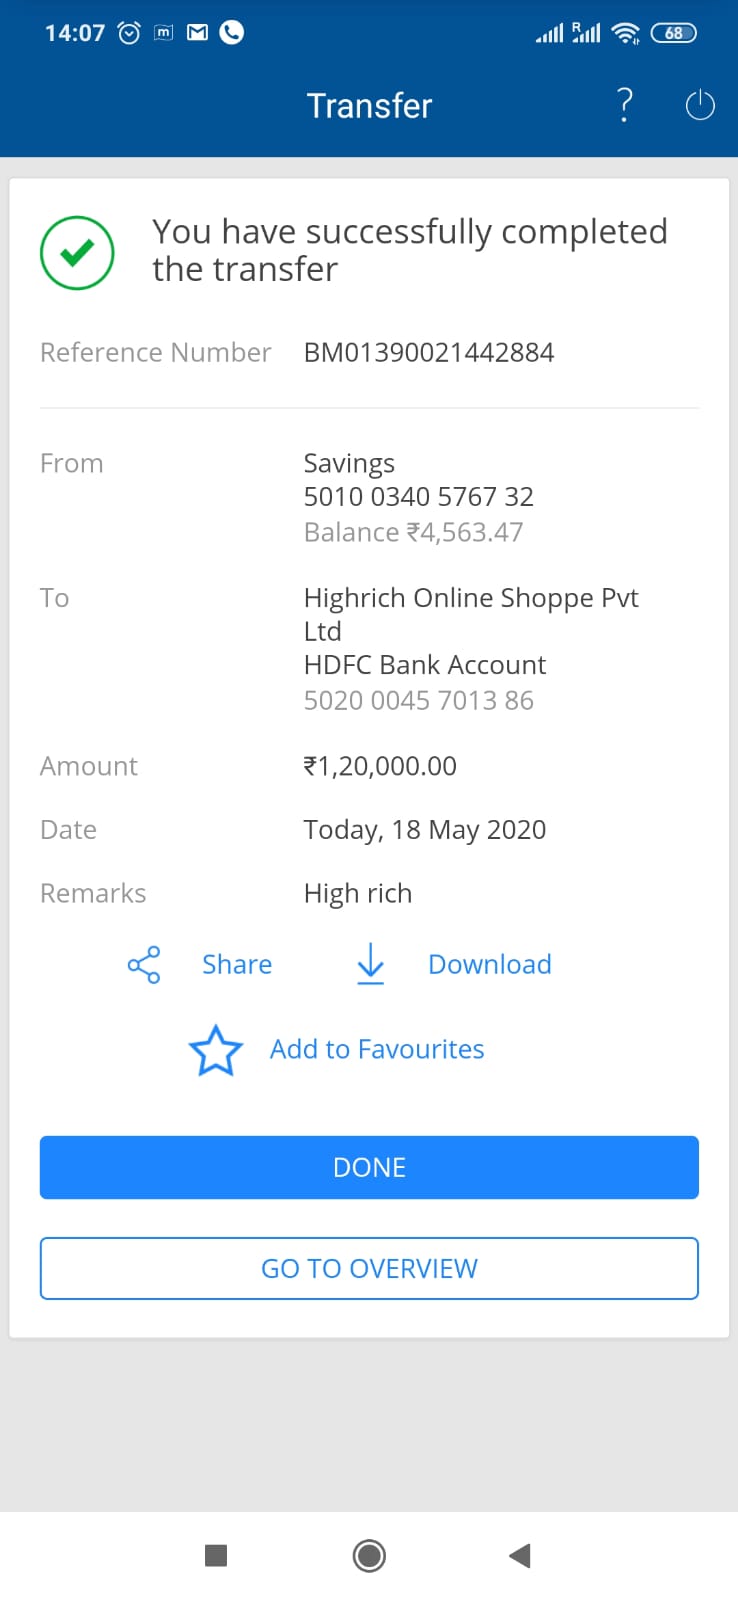 14:07 m R 68
Transfer ?
You have successfully completed
the transfer
Reference Number BM01390021442884
From Savings
5010 0340 5767 32
Balance ₹4,563.47
To Highrich Online Shoppe Pvt
Ltd
HDFC Bank Account
5020 0045 7013 86
Amount ₹1,20,000.00
Date Today, 18 May 2020
Remarks High rich
Share Download
Add to Favourites
DONE
GO TO OVERVIEW